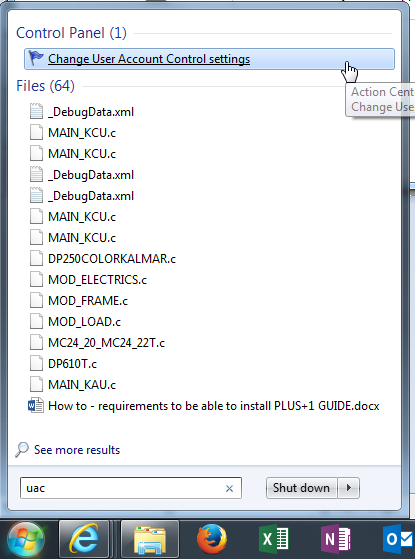 Control Panel (1)
Change User Account Control settings
Action Cent
Change Use
Files (64)
_DebugData.xml
MAIN_KCU.c
MAIN_KCU.c
_DebugData.xml
_DebugData.xml
MAIN_KCU.c
MAIN_KCU.c
DP250COLORKALMAR.c
MOD_ELECTRICS.c
MOD_FRAME.c
MOD_LOAD.c
MC24_20_MC24_22T.c
DP610T.c
MAIN_KAU.c
How to - requirements to be able to install PLUS+1 GUIDE.docx
See more results
uac
Shut down